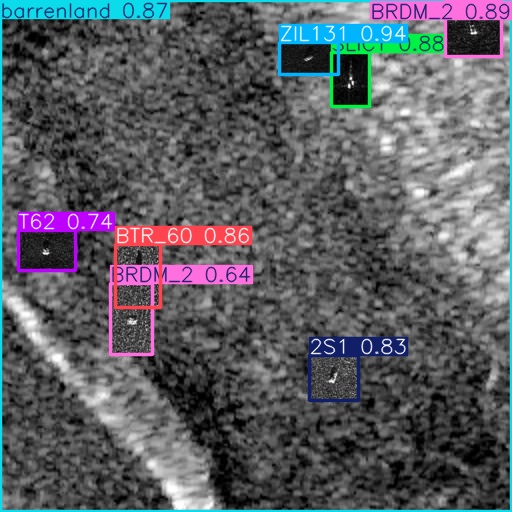 barrenland 0.87
BRDM_2 0.89
ZIL131 0.94
SLICY 0.88
T62 0.74
BTR_60 0.86
BRDM_2 0.64
2S1 0.83